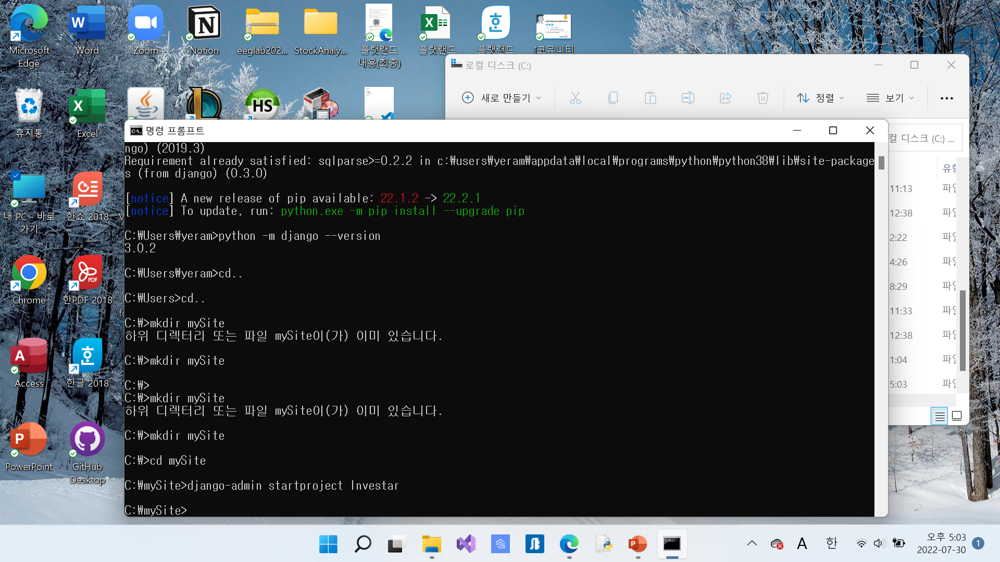 Microsoft Edge
Word
Zoom
Notion
eeglab202...
StockAnaly...
플랫랜드 내용(최종)
플랫랜드
플랫랜드
[코뮤니티
휴지통
Excel
HS
내 PC - 바로 가기
한쇼 2018
Chrome
한PDF 2018
PDF
Access
한글 2018
PowerPoint
GitHub Desktop
로컬 디스크 (C:)
새로 만들기
정렬
보기
컬 디스크 (C:) ...
11:13
12:38
2:22
4:26
8:29
11:33
12:38
1:04
5:03
명령 프롬프트
ngo) (2019.3)
Requirement already satisfied: sqlparse>=0.2.2 in c:₩users₩yeram₩appdata₩local₩programs₩python₩python38₩lib₩site-package
s (from django) (0.3.0)
[notice] A new release of pip available: 22.1.2 -> 22.2.1
[notice] To update, run: python.exe -m pip install --upgrade pip
C:₩Users₩yeram>python -m django --version
3.0.2
C:₩Users₩yeram>cd..
C:₩Users>cd..
C:₩>mkdir mySite
하위 디렉터리 또는 파일 mySite이(가) 이미 있습니다.
C:₩>mkdir mySite
C:₩>
C:₩>mkdir mySite
하위 디렉터리 또는 파일 mySite이(가) 이미 있습니다.
C:₩>mkdir mySite
C:₩>cd mySite
C:₩mySite>django-admin startproject Investar
C:₩mySite>
A
한
오후 5:03
2022-07-30
1